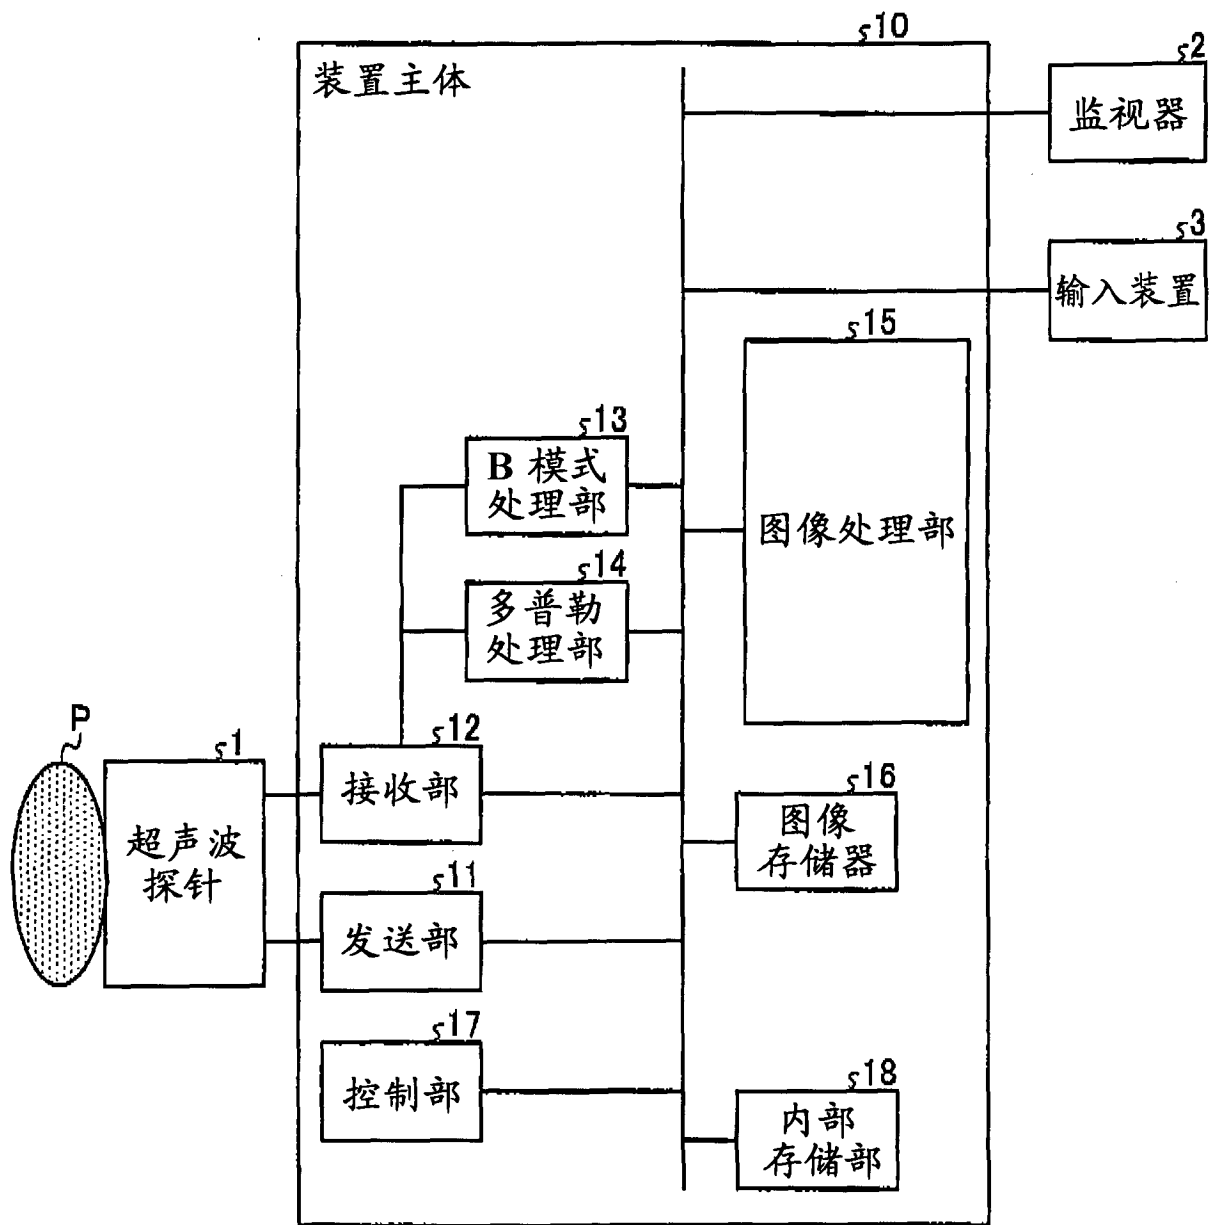 10
装置主体
2
监视器
3
输入装置
15
图像处理部
13
B 模式
处理部
14
多普勒
处理部
P
1
超声波
探针
12
接收部
16
图像
存储器
11
发送部
17
控制部
18
内部
存储部